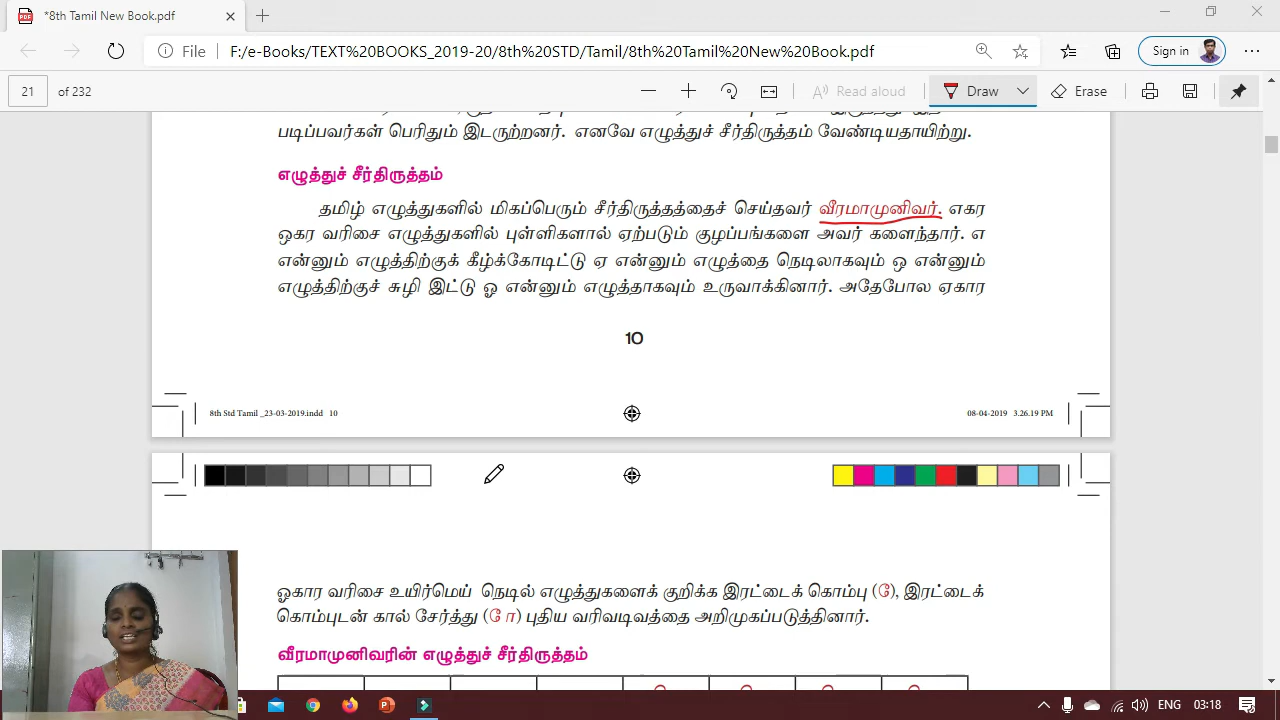 *8th Tamil New Book.pdf
File F:/e-Books/TEXT%20BOOKS_2019-20/8th%20STD/Tamil/8th%20Tamil%20New%20Book.pdf Sign in
21 of 232 Read aloud Draw Erase
படிப்பவர்கள் பெரிதும் இடருற்றனர். எனவே எழுத்துச் சீர்திருத்தம் வேண்டியதாயிற்று.
எழுத்துச் சீர்திருத்தம்
தமிழ் எழுத்துகளில் மிகப்பெரும் சீர்திருத்தத்தைச் செய்தவர் வீரமாமுனிவர். எகர
ஒகர வரிசை எழுத்துகளில் புள்ளிகளால் ஏற்படும் குழப்பங்களை அவர் களைந்தார். எ
என்னும் எழுத்திற்குக் கீழ்க்கோடிட்டு ஏ என்னும் எழுத்தை நெடிலாகவும் ஒ என்னும்
எழுத்திற்குச் சுழி இட்டு ஓ என்னும் எழுத்தாகவும் உருவாக்கினார். அதேபோல ஏகார
10
8th Std Tamil _23-03-2019.indd 10 08-04-2019 3.26.19 PM
ஓகார வரிசை உயிர்மெய் நெடில் எழுத்துகளைக் குறிக்க இரட்டைக் கொம்பு (ே), இரட்டைக்
கொம்புடன் கால் சேர்த்து (ே ா) புதிய வரிவடிவத்தை அறிமுகப்படுத்தினார்.
வீரமாமுனிவரின் எழுத்துச் சீர்திருத்தம்
ENG 03:18